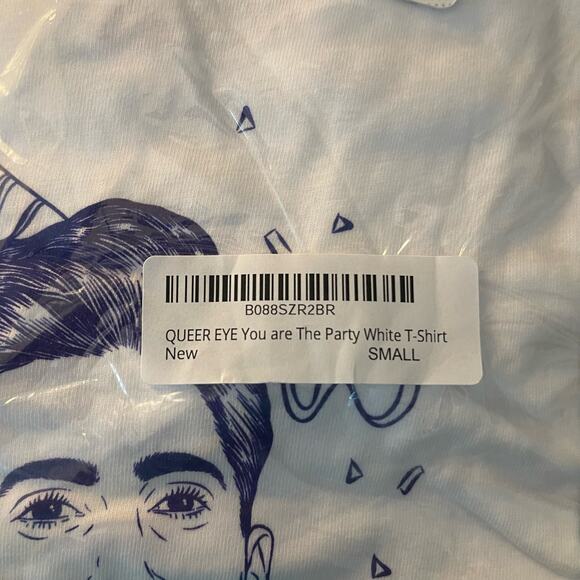 B088SZR2BR
QUEER EYE You are The Party White T-Shirt
New SMALL